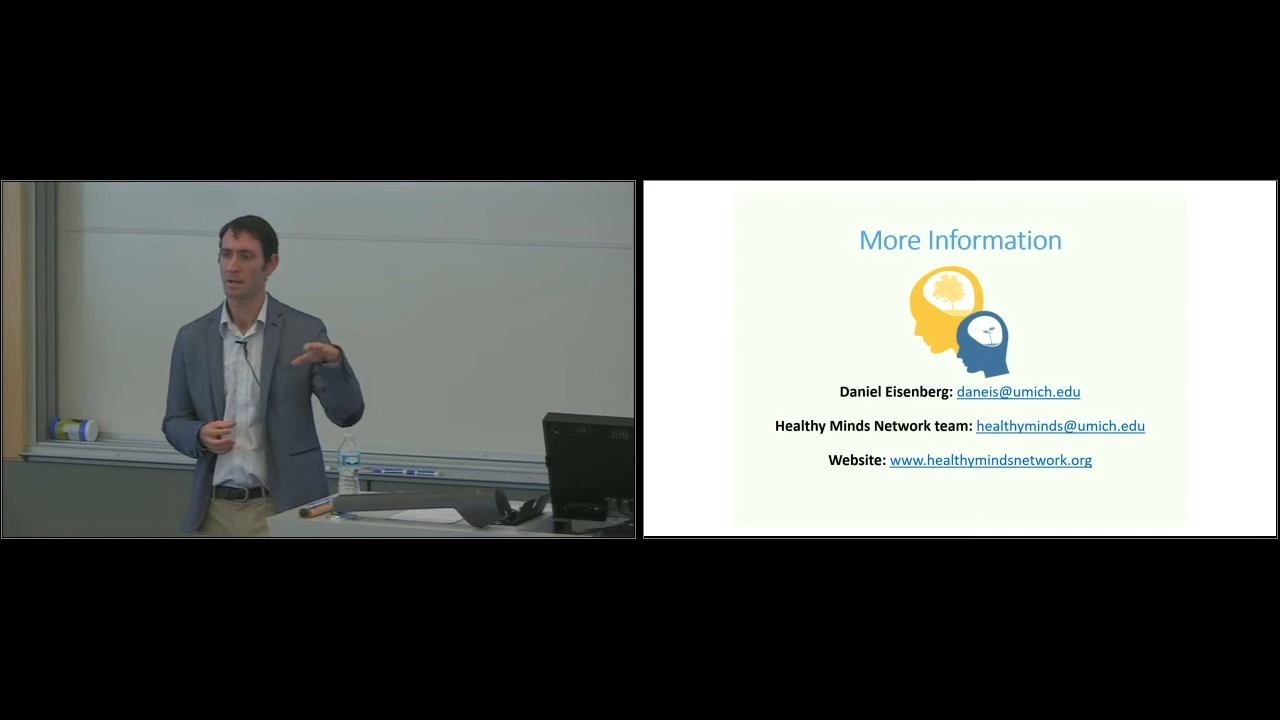 More Information
Daniel Eisenberg: daneis@umich.edu
Healthy Minds Network team: healthyminds@umich.edu
Website: www.healthymindsnetwork.org